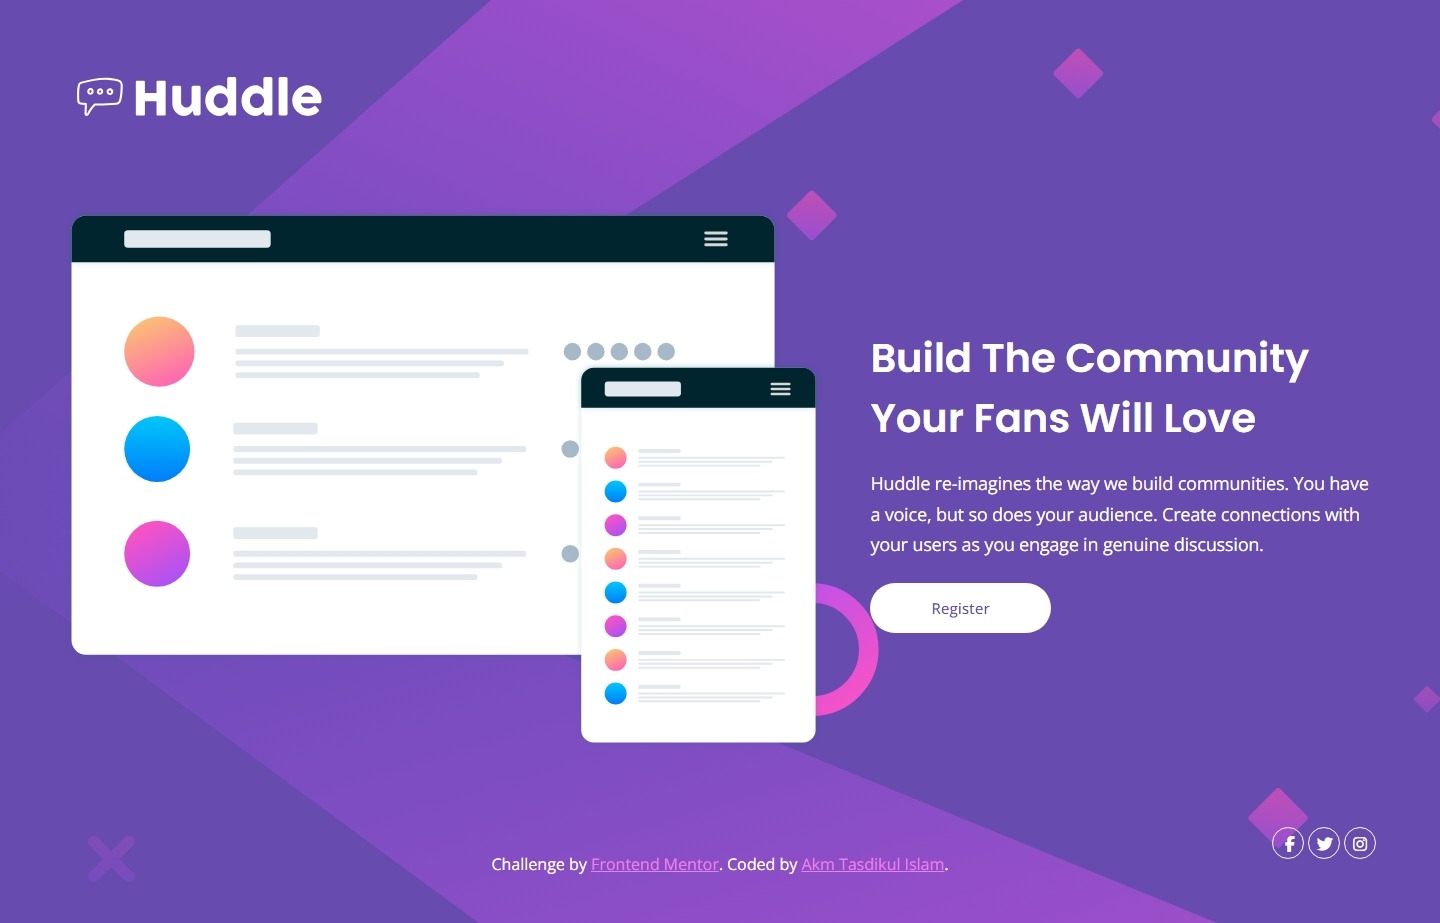 Huddle
Build The Community
Your Fans Will Love
Huddle re-imagines the way we build communities. You have
a voice, but so does your audience. Create connections with
your users as you engage in genuine discussion.
Register
Challenge by Frontend Mentor. Coded by Akm Tasdikul Islam.